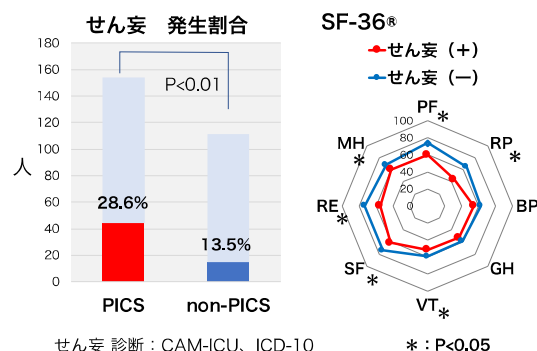 せん妄 発生割合
180
160
140
120
100
80
60
40
20
0
人
P<0.01
28.6%
13.5%
PICS non-PICS
せん妄 診断：CAM-ICU、ICD-10
SF-36®
せん妄（+）
せん妄（—）
PF*
RP*
BP
GH
VT*
SF*
RE*
MH*
100
80
60
40
20
0
*：P<0.05